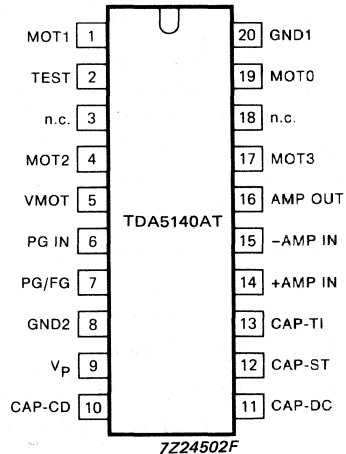 MOT1 1 20 GND1
TEST 2 19 MOT0
n.c. 3 18 n.c.
MOT2 4 17 MOT3
VMOT 5 16 AMP OUT
TDA5140AT
PG IN 6 15 −AMP IN
PG/FG 7 14 +AMP IN
GND2 8 13 CAP-TI
VP 9 12 CAP-ST
CAP-CD 10 11 CAP-DC
7Z24502F